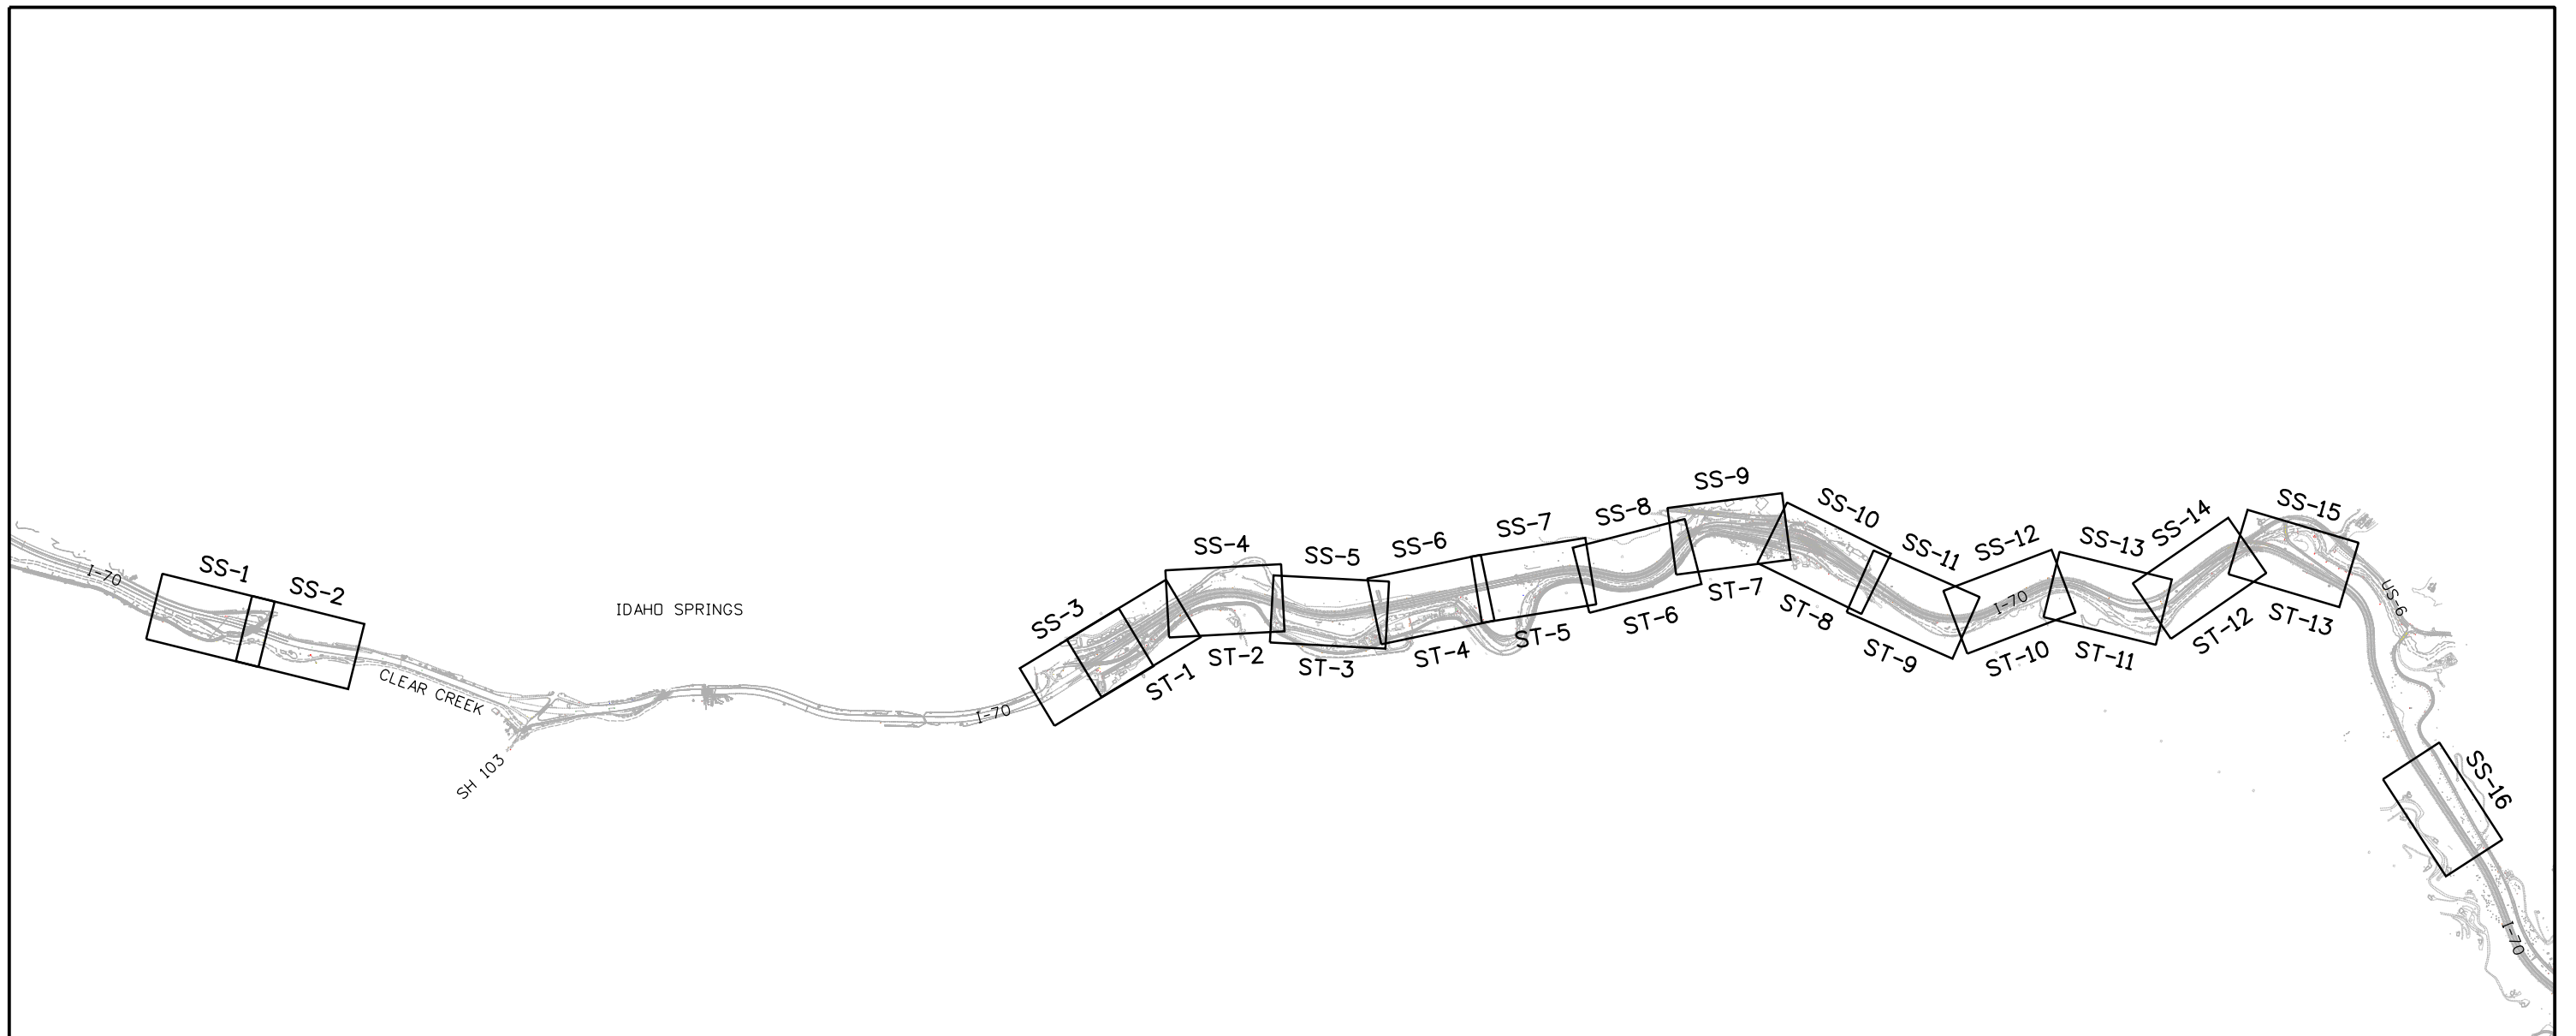 I-70
SS-1
SS-2
CLEAR CREEK
SH 103
IDAHO SPRINGS
I-70
SS-3
ST-1
SS-4
ST-2
SS-5
ST-3
SS-6
ST-4
SS-7
ST-5
SS-8
ST-6
SS-9
ST-7
SS-10
ST-8
SS-11
ST-9
SS-12
I-70
ST-10
SS-13
ST-11
SS-14
ST-12
SS-15
ST-13
US-6
SS-16
I-70